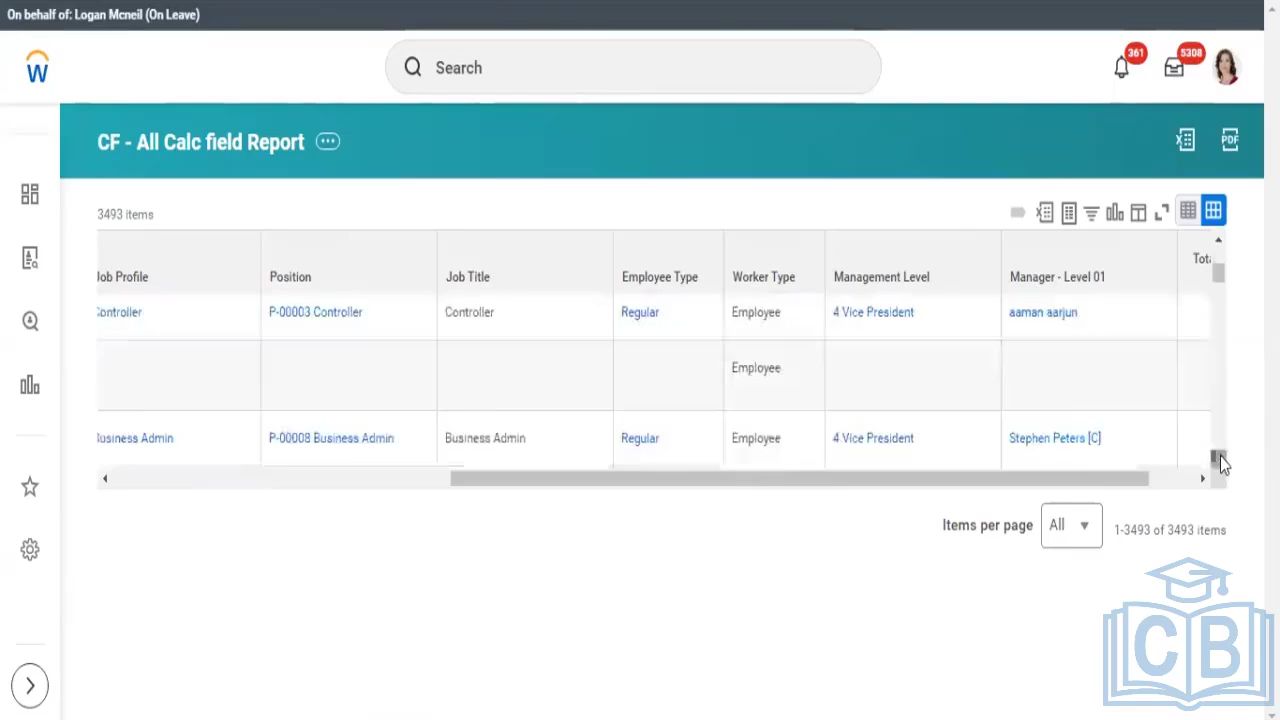 On behalf of: Logan Mcneil (On Leave)
W
Search
361
5308
CF - All Calc field Report
PDF
3493 items
Job Profile Position Job Title Employee Type Worker Type Management Level Manager - Level 01
Controller P-00003 Controller Controller Regular Employee 4 Vice President aaman aarjun
Employee
Business Admin P-00008 Business Admin Business Admin Regular Employee 4 Vice President Stephen Peters [C]
Items per page All 1-3493 of 3493 items
CB